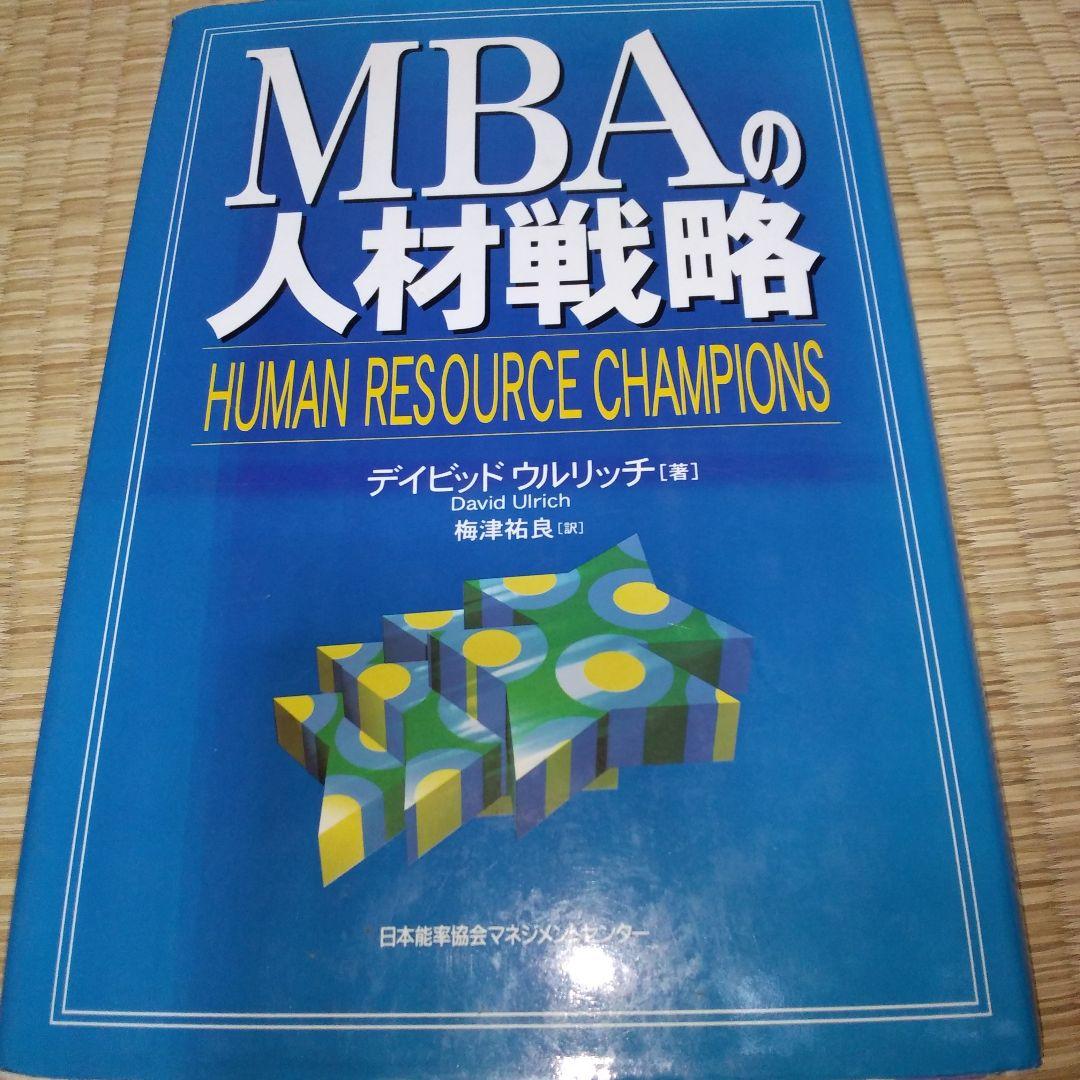 MBAの
人材戦略
HUMAN RESOURCE CHAMPIONS
デイビッド ウルリッチ[著]
David Ulrich
梅津祐良[訳]
日本能率協会マネジメントセンター